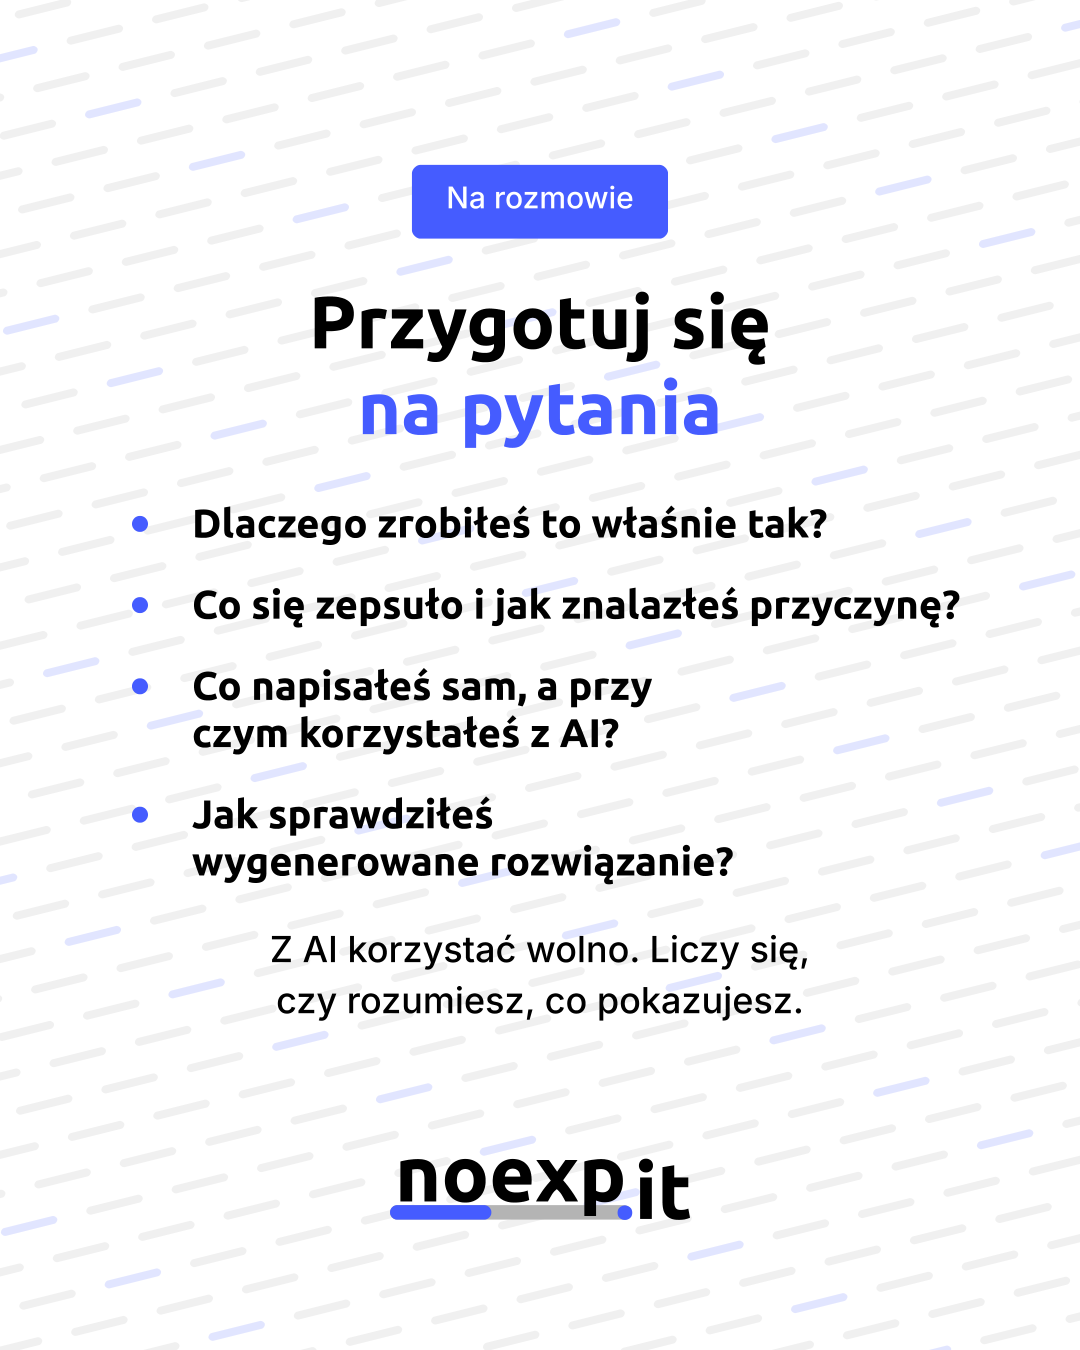 Na rozmowie
Przygotuj się
na pytania
Dlaczego zrobiłeś to właśnie tak?
Co się zepsuło i jak znalazłeś przyczynę?
Co napisałeś sam, a przy
czym korzystałeś z AI?
Jak sprawdziłeś
wygenerowane rozwiązanie?
Z AI korzystać wolno. Liczy się,
czy rozumiesz, co pokazujesz.
noexp.it